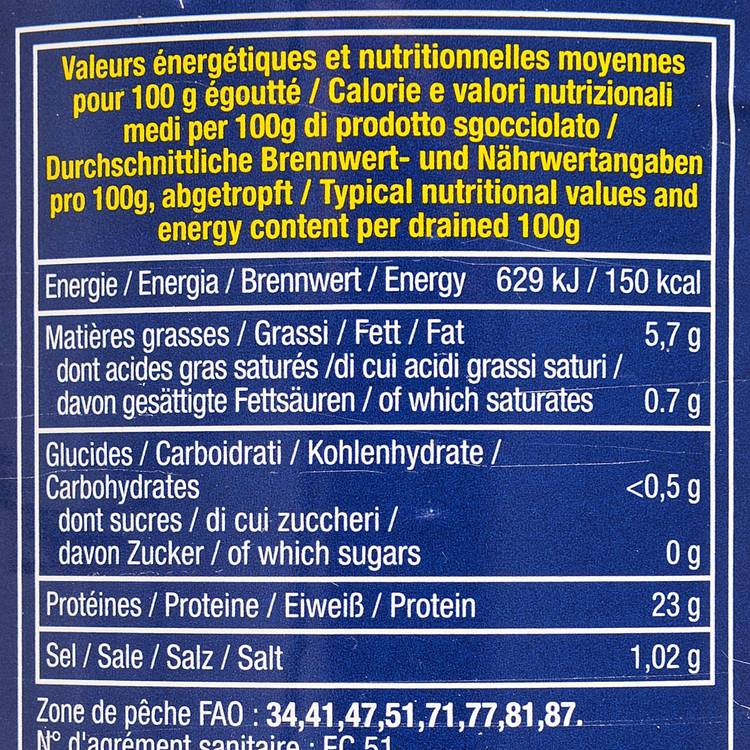 Valeurs énergétiques et nutritionnelles moyennes
pour 100 g égoutté / Calorie e valori nutrizionali
medi per 100g di prodotto sgocciolato /
Durchschnittliche Brennwert- und Nährwertangaben
pro 100g, abgetropft / Typical nutritional values and
energy content per drained 100g
Energie / Energia / Brennwert / Energy 629 kJ / 150 kcal
Matières grasses / Grassi / Fett / Fat 5,7 g
dont acides gras saturés /di cui acidi grassi saturi /
davon gesättigte Fettsäuren / of which saturates 0.7 g
Glucides / Carboidrati / Kohlenhydrate /
Carbohydrates <0,5 g
dont sucres / di cui zuccheri /
davon Zucker / of which sugars 0 g
Protéines / Proteine / Eiweiß / Protein 23 g
Sel / Sale / Salz / Salt 1,02 g
Zone de pêche FAO : 34,41,47,51,71,77,81,87.
N° d'agrément sanitaire : FC 51